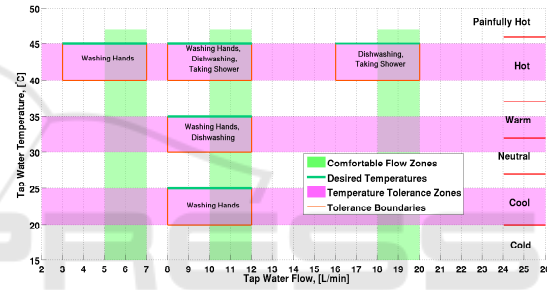 50
45
40
35
30
25
20
15
Tap Water Temperature, [°C]
Washing Hands
Washing Hands,
Dishwashing,
Taking Shower
Dishwashing,
Taking Shower
Washing Hands,
Dishwashing
Washing Hands
Painfully Hot
Hot
Warm
Neutral
Cool
Cold
Comfortable Flow Zones
Desired Temperatures
Temperature Tolerance Zones
Tolerance Boundaries
2 3 4 5 6 7 8 9 10 11 12 13 14 15 16 17 18 19 20 21 22 23 24 25 26
Tap Water Flow, [L/min]